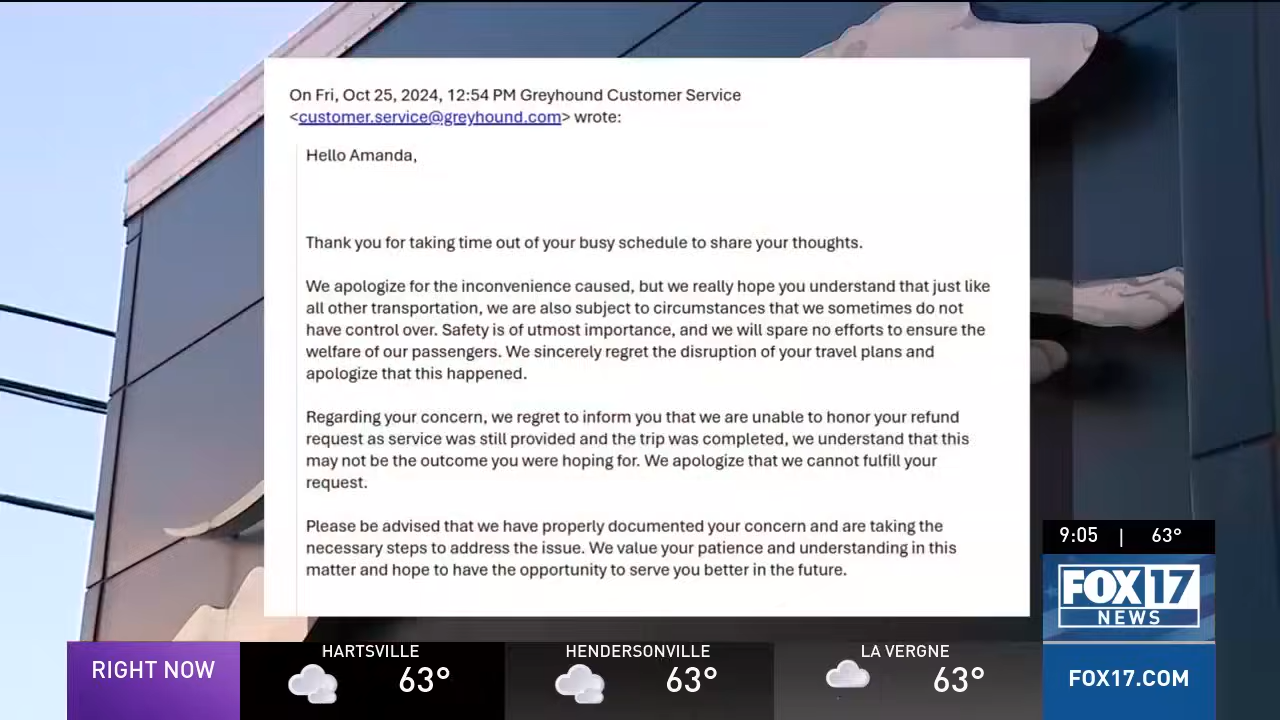 On Fri, Oct 25, 2024, 12:54 PM Greyhound Customer Service
<customer.service@greyhound.com> wrote:
Hello Amanda,
Thank you for taking time out of your busy schedule to share your thoughts.
We apologize for the inconvenience caused, but we really hope you understand that just like
all other transportation, we are also subject to circumstances that we sometimes do not
have control over. Safety is of utmost importance, and we will spare no efforts to ensure the
welfare of our passengers. We sincerely regret the disruption of your travel plans and
apologize that this happened.
Regarding your concern, we regret to inform you that we are unable to honor your refund
request as service was still provided and the trip was completed, we understand that this
may not be the outcome you were hoping for. We apologize that we cannot fulfill your
request.
Please be advised that we have properly documented your concern and are taking the
necessary steps to address the issue. We value your patience and understanding in this
matter and hope to have the opportunity to serve you better in the future.
9:05 | 63°
FOX 17
NEWS
RIGHT NOW
HARTSVILLE
63°
HENDERSONVILLE
63°
LA VERGNE
63°
FOX17.COM